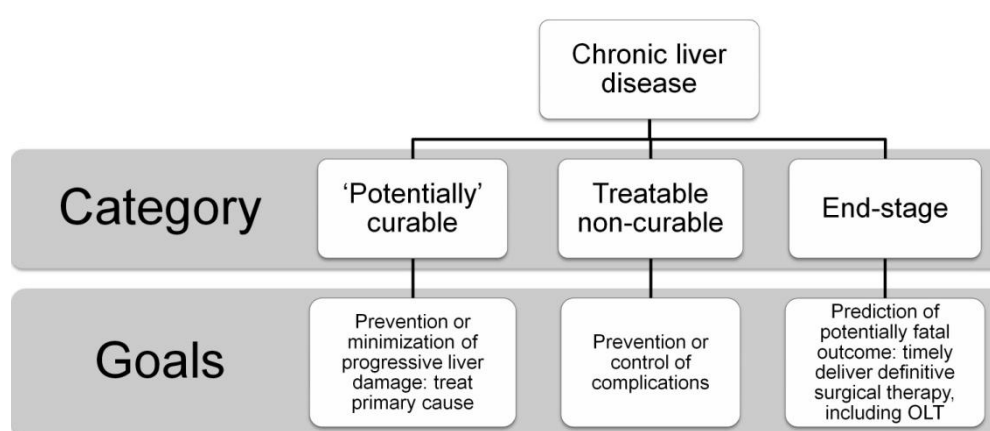 Chronic liver
disease
Category
‘Potentially’
curable
Treatable
non-curable
End-stage
Goals
Prevention or
minimization of
progressive liver
damage: treat
primary cause
Prevention or
control of
complications
Prediction of
potentially fatal
outcome: timely
deliver definitive
surgical therapy,
including OLT